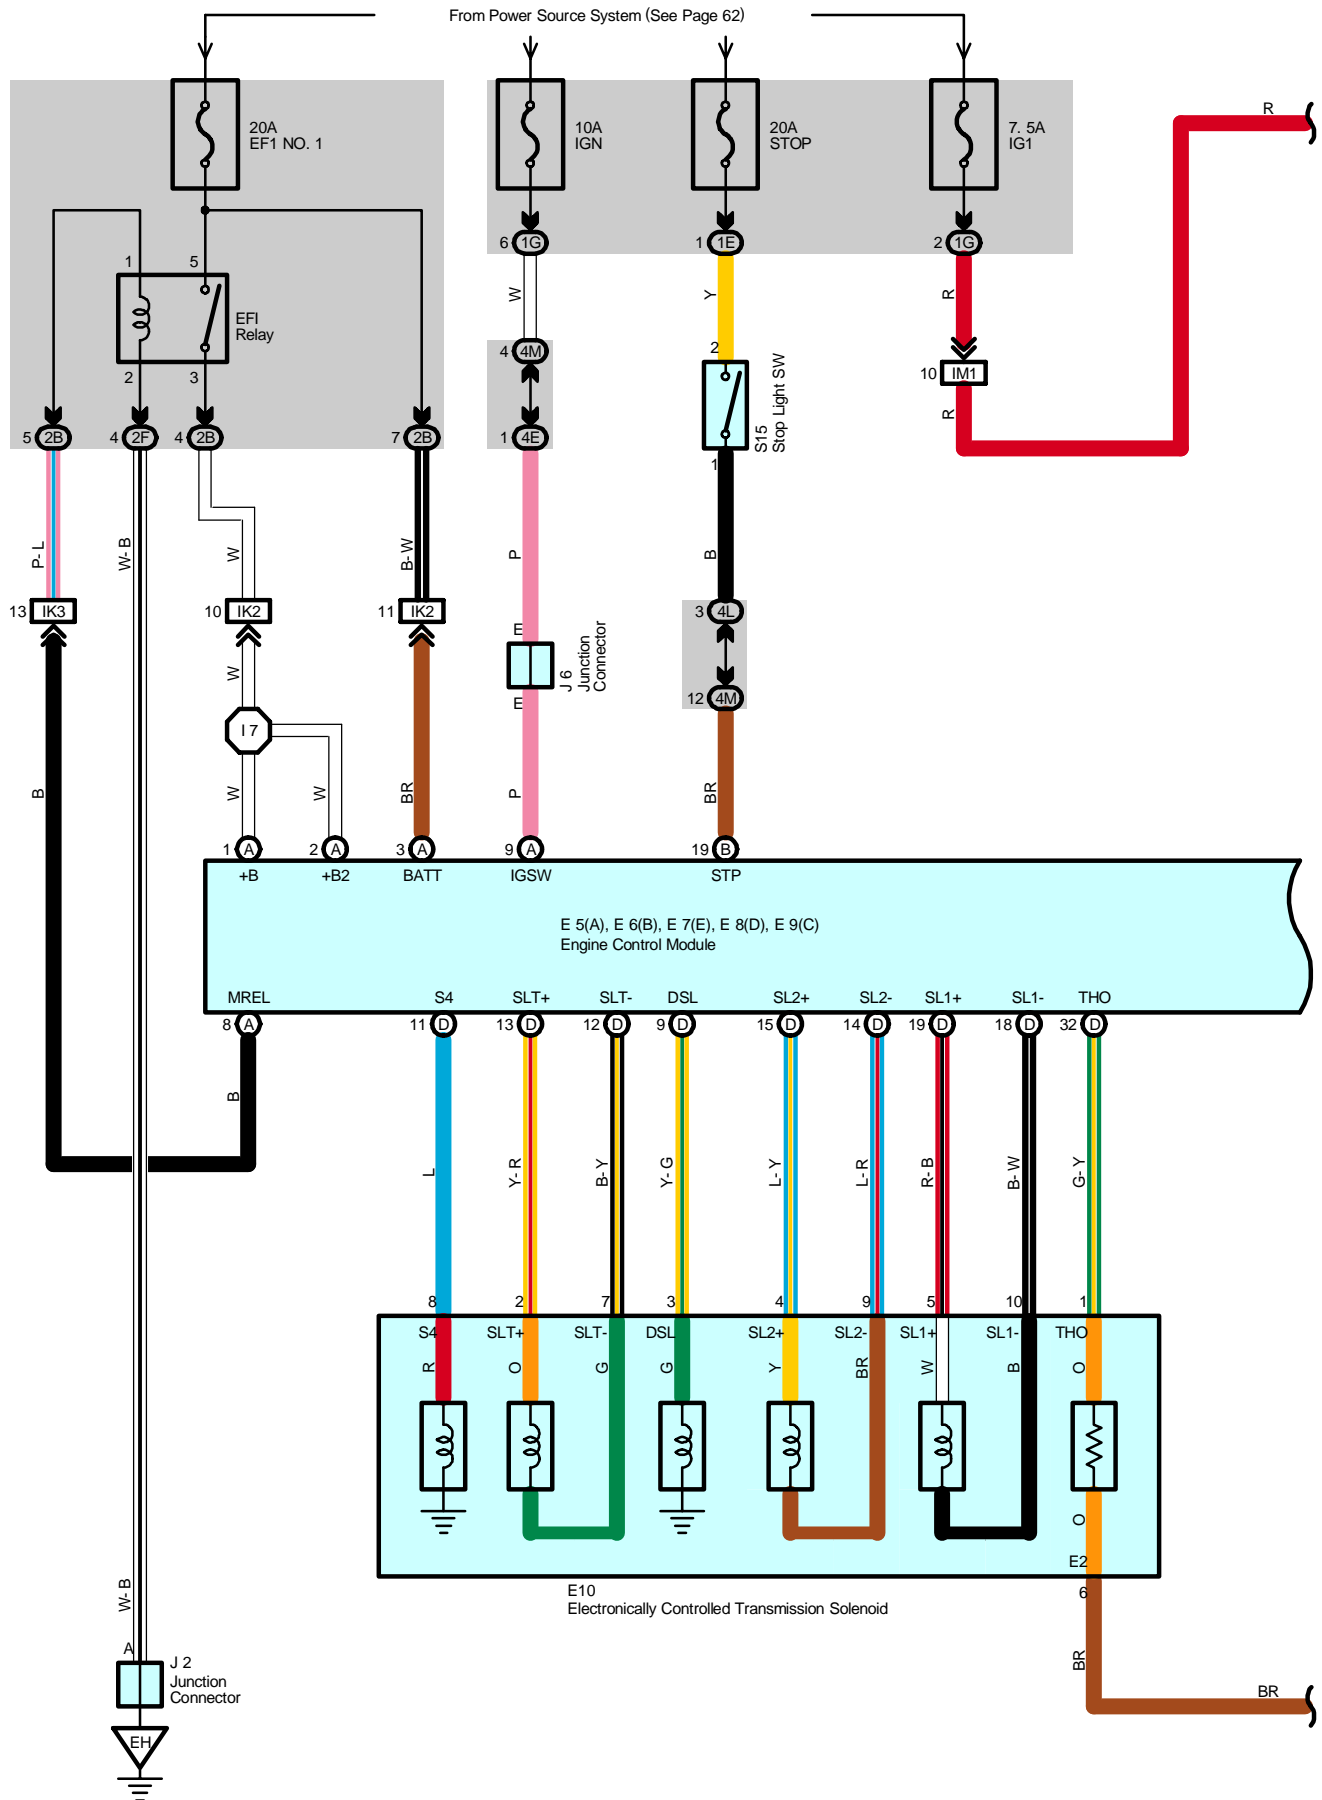 From Power Source System (See Page 62)
20A
EF1 NO. 1
10A
IGN
20A
STOP
7. 5A
IG1
R
6 1G
1 1E
2 1G
1
5
EFI
Relay
2
3
W
Y
R
4 4M
2
10 IM1
S15
Stop Light SW
R
5 2B
4 2F
4 2B
7 2B
1 4E
1
P- L
W- B
W
B- W
P
B
13 IK3
10 IK2
11 IK2
3 4L
E
J 6
Junction
Connector
E
W
12 4M
I 7
B
W
W
BR
P
BR
1 A
2 A
3 A
9 A
19 B
+B
+B2
BATT
IGSW
STP
E 5(A), E 6(B), E 7(E), E 8(D), E 9(C)
Engine Control Module
MREL
S4
SLT+
SLT-
DSL
SL2+
SL2-
SL1+
SL1-
THO
8 A
11 D
13 D
12 D
9 D
15 D
14 D
19 D
18 D
32 D
B
L
Y- R
B- Y
Y- G
L- Y
L- R
R- B
B- W
G- Y
8
2
7
3
4
9
5
10
1
S4
SLT+
SLT-
DSL
SL2+
SL2-
SL1+
SL1-
THO
R
O
G
G
Y
BR
W
B
O
O
E2
6
E10
Electronically Controlled Transmission Solenoid
W- B
A
J 2
Junction
Connector
BR
BR
EH